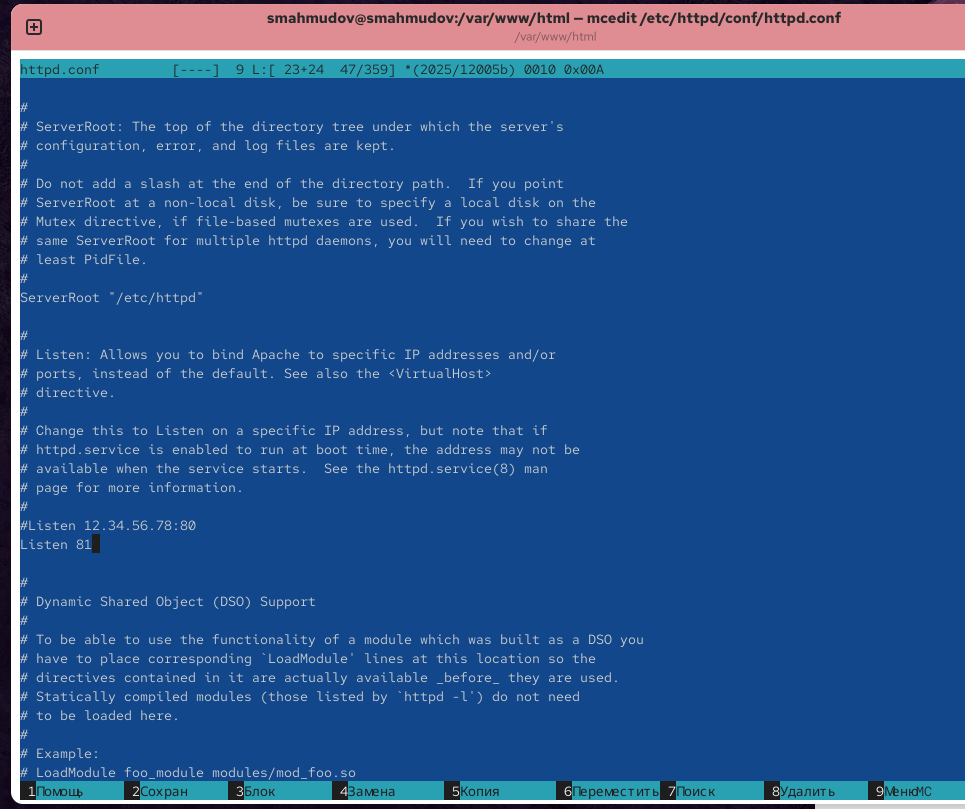 smahmudov@smahmudov:/var/www/html — mcedit /etc/httpd/conf/httpd.conf
/var/www/html
httpd.conf [----] 9 L:[ 23+24 47/359] *(2025/12005b) 0010 0x00A
#
# ServerRoot: The top of the directory tree under which the server's
# configuration, error, and log files are kept.
#
# Do not add a slash at the end of the directory path.  If you point
# ServerRoot at a non-local disk, be sure to specify a local disk on the
# Mutex directive, if file-based mutexes are used.  If you wish to share the
# same ServerRoot for multiple httpd daemons, you will need to change at
# least PidFile.
#
ServerRoot "/etc/httpd"
#
# Listen: Allows you to bind Apache to specific IP addresses and/or
# ports, instead of the default. See also the <VirtualHost>
# directive.
#
# Change this to Listen on a specific IP address, but note that if
# httpd.service is enabled to run at boot time, the address may not be
# available when the service starts.  See the httpd.service(8) man
# page for more information.
#
#Listen 12.34.56.78:80
Listen 81
#
# Dynamic Shared Object (DSO) Support
#
# To be able to use the functionality of a module which was built as a DSO you
# have to place corresponding `LoadModule' lines at this location so the
# directives contained in it are actually available _before_ they are used.
# Statically compiled modules (those listed by `httpd -l') do not need
# to be loaded here.
#
# Example:
# LoadModule foo_module modules/mod_foo.so
1Помощь 2Сохран 3Блок 4Замена 5Копия 6Переместить 7Поиск 8Удалить 9МенюMC